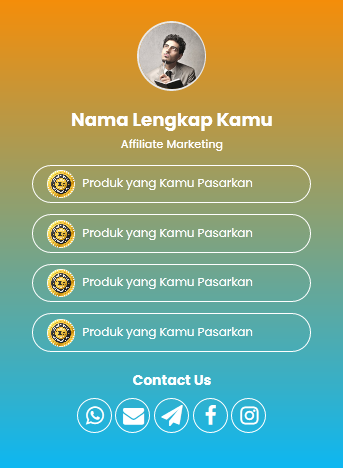 Nama Lengkap Kamu
Affiliate Marketing
Produk yang Kamu Pasarkan
Produk yang Kamu Pasarkan
Produk yang Kamu Pasarkan
Produk yang Kamu Pasarkan
Contact Us